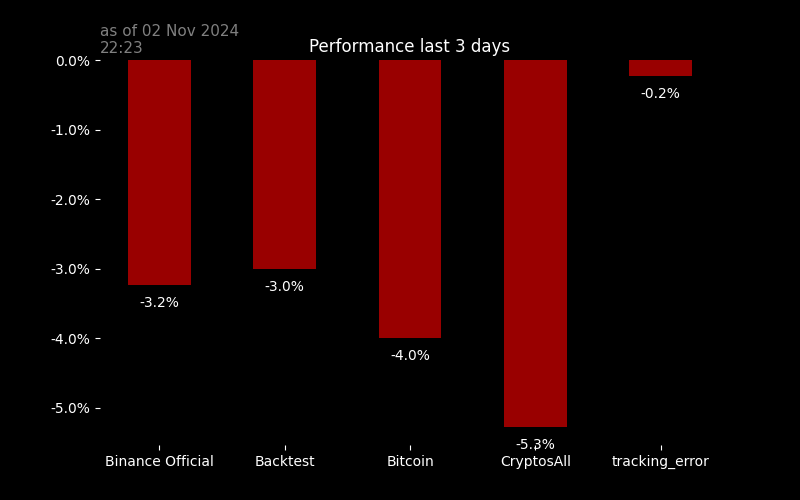 as of 02 Nov 2024
22:23
Performance last 3 days
0.0%
-1.0%
-2.0%
-3.0%
-4.0%
-5.0%
-3.2%
-3.0%
-4.0%
-5.3%
-0.2%
Binance Official
Backtest
Bitcoin
CryptosAll
tracking_error